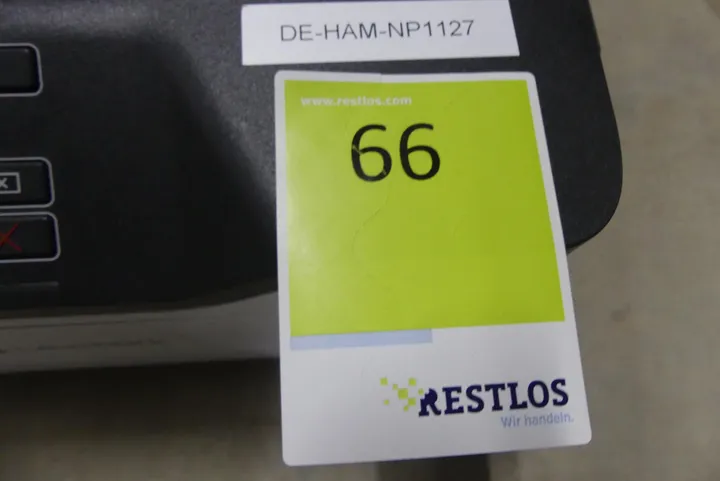 DE-HAM-NP1127
www.restlos.com
66
RESTLOS
Wir handeln.